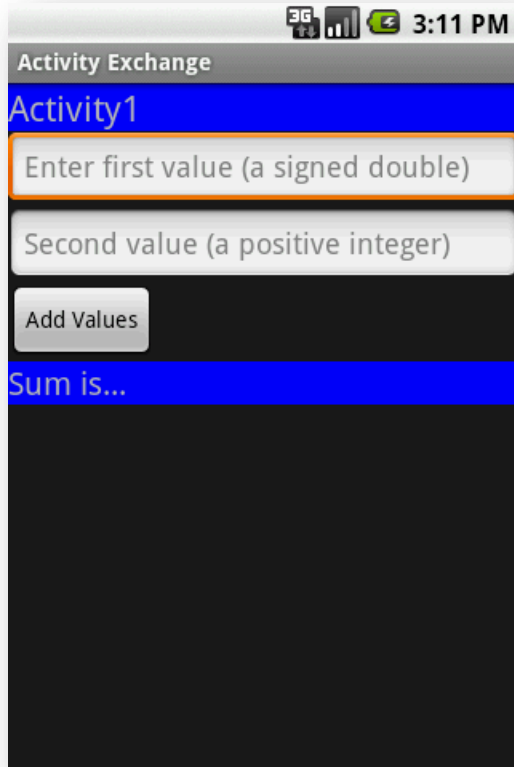 3G 3:11 PM
Activity Exchange
Activity1
Enter first value (a signed double)
Second value (a positive integer)
Add Values
Sum is...